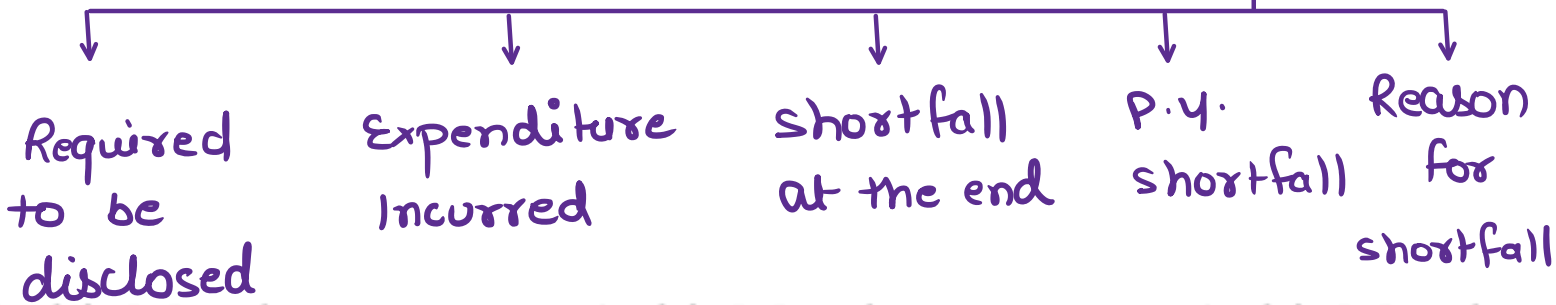 Required
to be
disclosed
Expenditure
Incurred
shortfall
at the end
P.y.
shortfall
Reason
for
shortfall